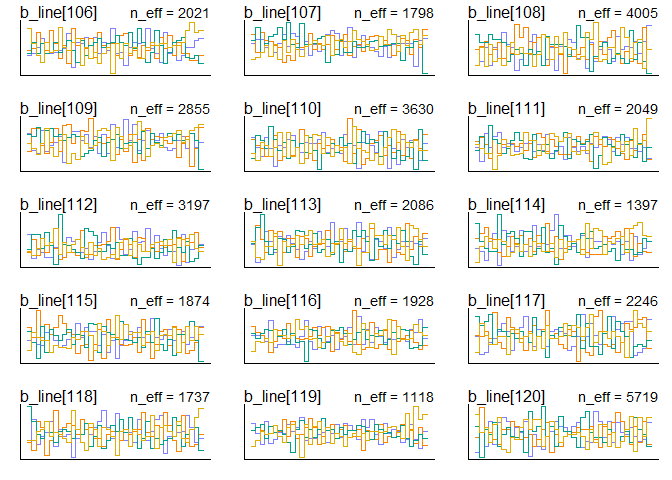 b_line[106] n_eff = 2021 b_line[107] n_eff = 1798 b_line[108] n_eff = 4005
b_line[109] n_eff = 2855 b_line[110] n_eff = 3630 b_line[111] n_eff = 2049
b_line[112] n_eff = 3197 b_line[113] n_eff = 2086 b_line[114] n_eff = 1397
b_line[115] n_eff = 1874 b_line[116] n_eff = 1928 b_line[117] n_eff = 2246
b_line[118] n_eff = 1737 b_line[119] n_eff = 1118 b_line[120] n_eff = 5719